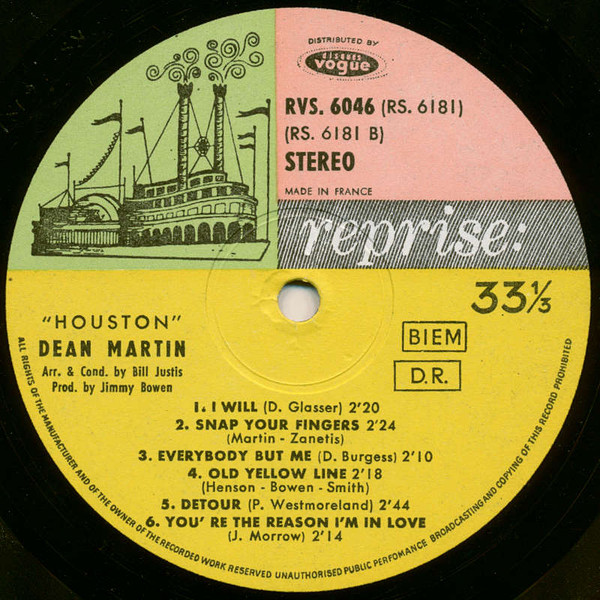 DISTRIBUTED BY
disques
vogue
RVS. 6046 (RS. 6181)
(RS. 6181 B)
STEREO
MADE IN FRANCE
reprise:
33⅓
"HOUSTON"
DEAN MARTIN
Arr. & Cond. by Bill Justis
Prod. by Jimmy Bowen
BIEM
D.R.
1. I WILL (D. Glasser) 2'20
2. SNAP YOUR FINGERS 2'24
(Martin - Zanetis)
3. EVERYBODY BUT ME (D. Burgess) 2'10
4. OLD YELLOW LINE 2'18
(Henson - Bowen - Smith)
5. DETOUR (P. Westmoreland) 2'44
6. YOU' RE THE REASON I'M IN LOVE
(J. Morrow) 2'14
ALL RIGHTS OF THE MANUFACTURER AND OF THE OWNER OF THE RECORDED WORK RESERVED UNAUTHORISED PUBLIC PERFOMANCE BROADCASTING AND COPYING OF THIS RECORD PROHIBITED